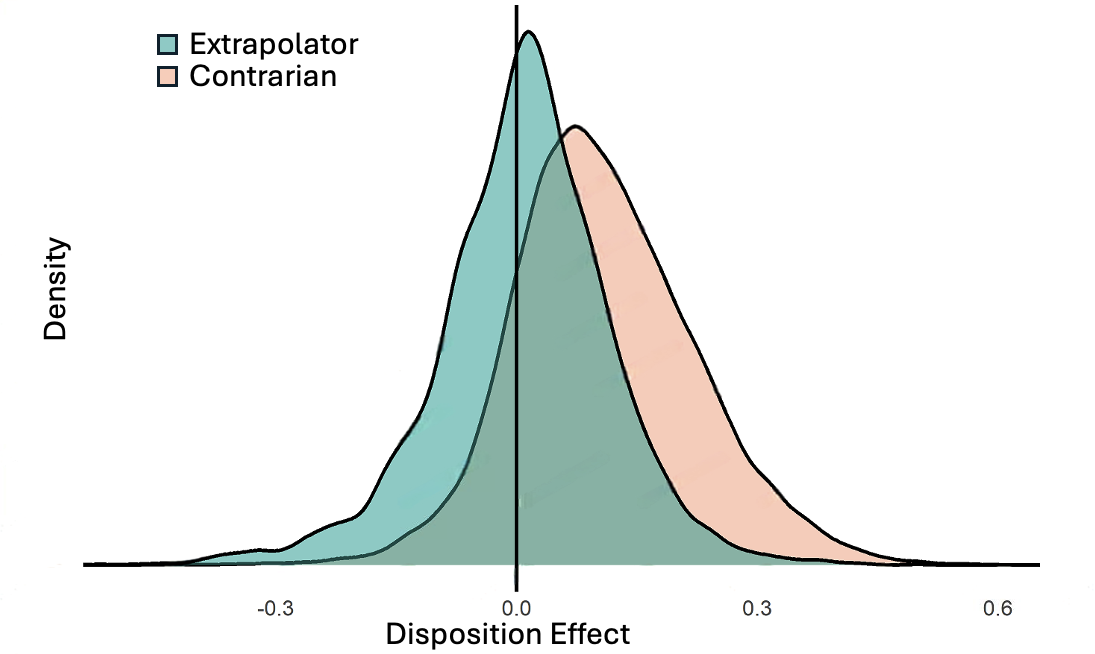 Extrapolator
Contrarian
Density
-0.3
0.0
0.3
0.6
Disposition Effect